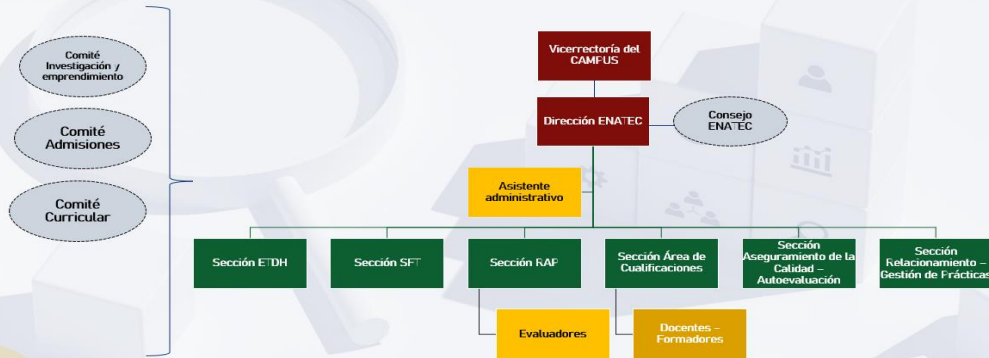 Comité
Investigación y
emprendimiento
Comité
Admisiones
Comité
Curricular
Vicerrectoría del
CAMPUS
Dirección ENATEC
Consejo
ENATEC
Asistente
administrativo
Sección ETDH
Sección SFT
Sección RAP
Sección Área de
Cualificaciones
Sección
Aseguramiento de la
Calidad –
Autoevaluación
Sección
Relacionamiento –
Gestión de Prácticas
Evaluadores
Docentes –
Formadores